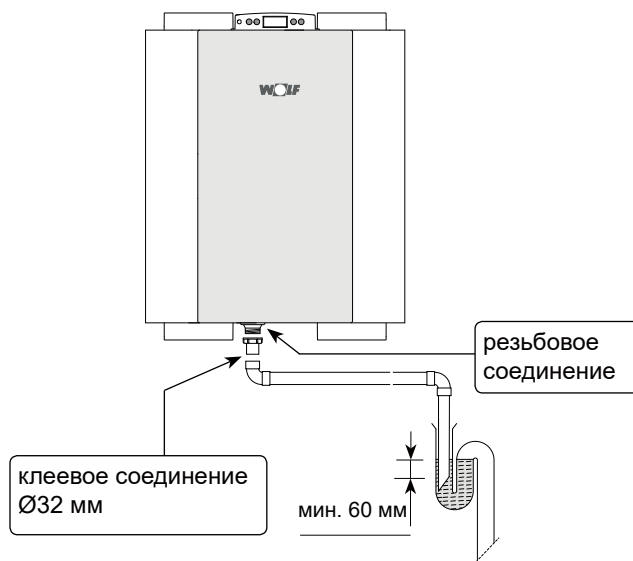 WOLF
резьбовое
соединение
клеевое соединение
Ø32 мм
мин. 60 мм